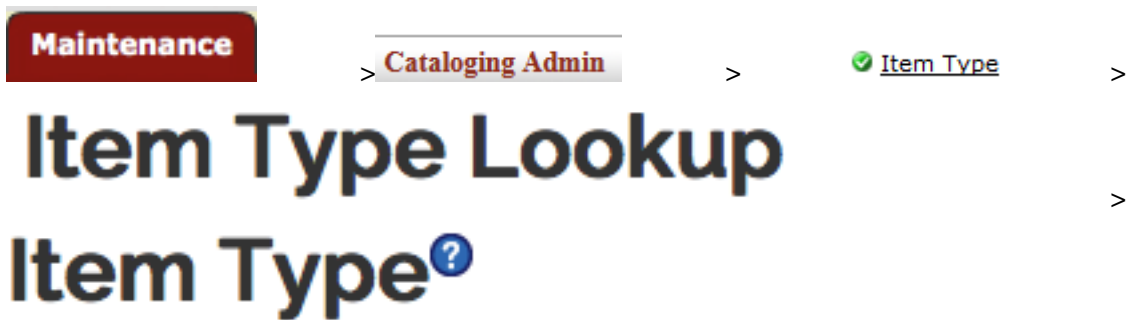 Maintenance > Cataloging Admin > Item Type >
Item Type Lookup >
Item Type?